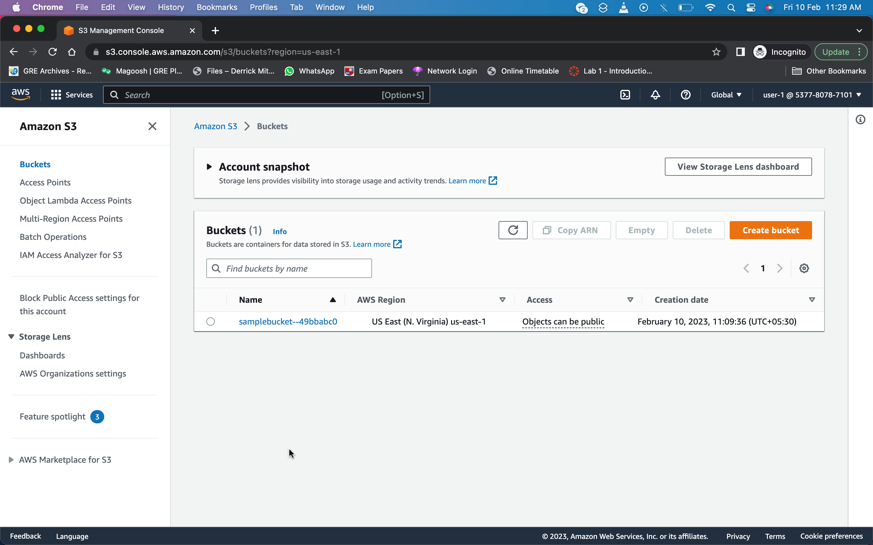 Chrome File Edit View History Bookmarks Profiles Tab Window Help Fri 10 Feb 11:29 AM
S3 Management Console
s3.console.aws.amazon.com/s3/buckets?region=us-east-1 Incognito Update
GRE Archives - Re... Magoosh | GRE Pl... Files – Derrick Mit... WhatsApp Exam Papers Network Login Online Timetable Lab 1 - Introductio... Other Bookmarks
aws Services Search [Option+S] Global user-1 @ 5377-8078-7101
Amazon S3
Buckets
Access Points
Object Lambda Access Points
Multi-Region Access Points
Batch Operations
IAM Access Analyzer for S3
Block Public Access settings for
this account
Storage Lens
Dashboards
AWS Organizations settings
Feature spotlight 3
AWS Marketplace for S3
Amazon S3 Buckets
Account snapshot
Storage lens provides visibility into storage usage and activity trends. Learn more
View Storage Lens dashboard
Buckets (1) Info
Buckets are containers for data stored in S3. Learn more
Copy ARN Empty Delete Create bucket
Find buckets by name
1
Name AWS Region Access Creation date
samplebucket--49bbabc0 US East (N. Virginia) us-east-1 Objects can be public February 10, 2023, 11:09:36 (UTC+05:30)
Feedback Language © 2023, Amazon Web Services, Inc. or its affiliates. Privacy Terms Cookie preferences